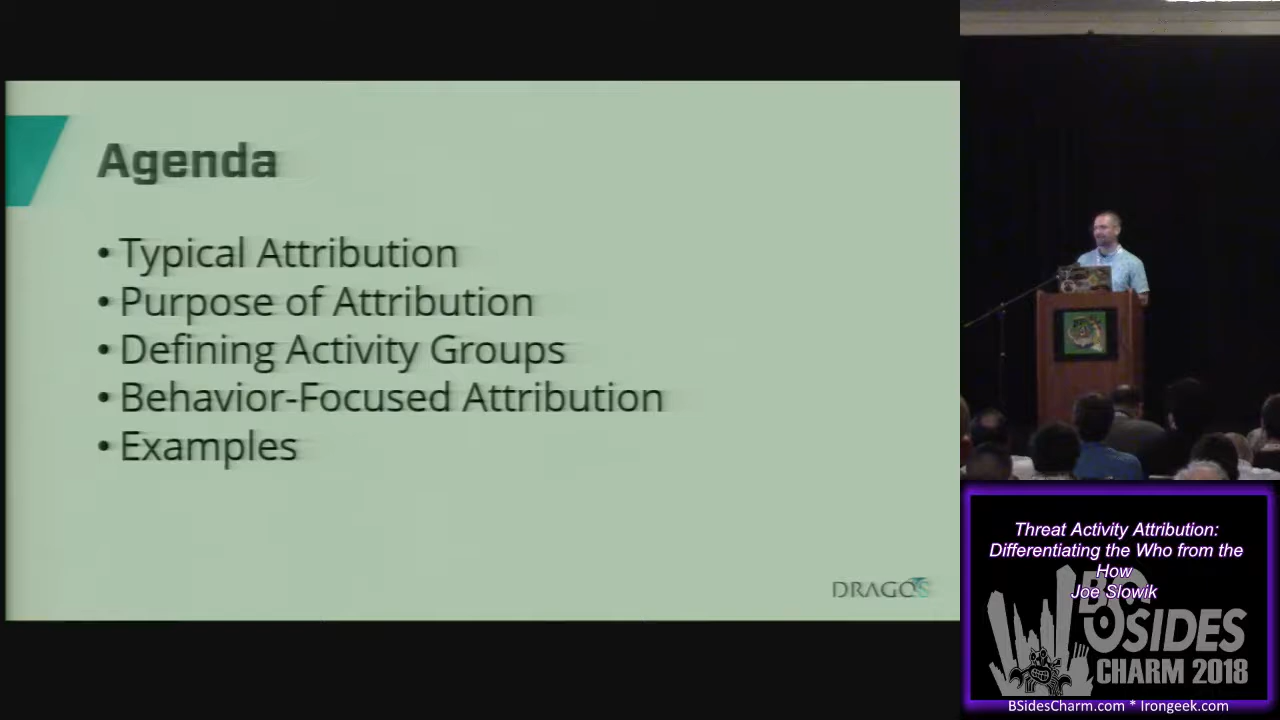 Agenda
• Typical Attribution
• Purpose of Attribution
• Defining Activity Groups
• Behavior-Focused Attribution
• Examples
DRAGOS
Threat Activity Attribution:
Differentiating the Who from the
How
Joe Slowik
BSIDES
CHARM 2018
BSidesCharm.com * Irongeek.com